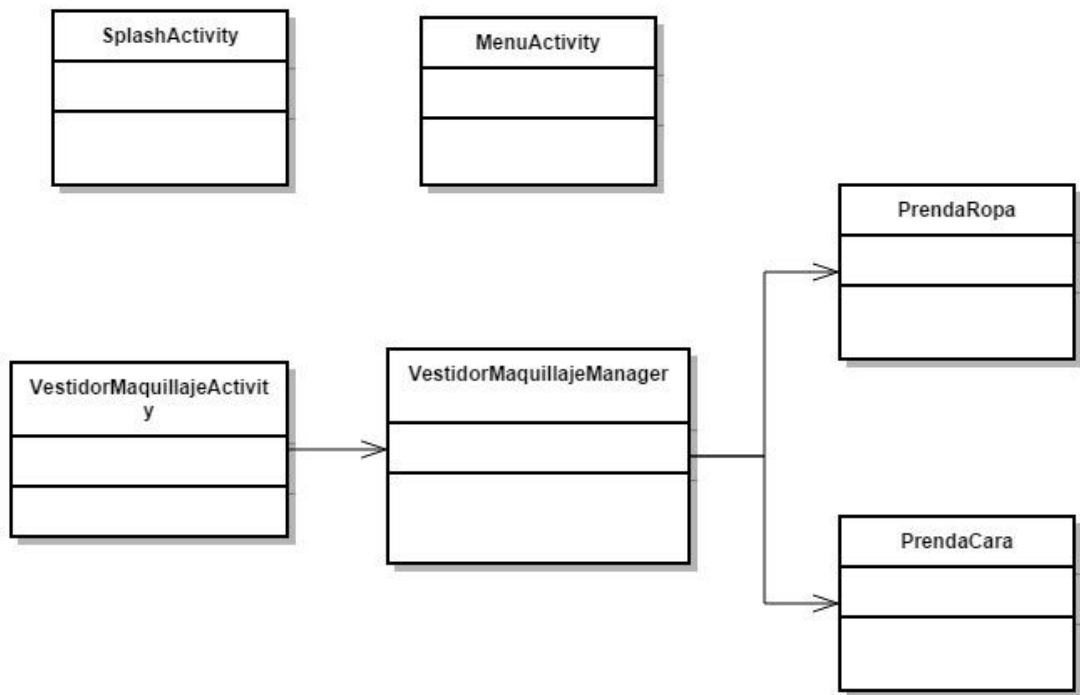 SplashActivity
MenuActivity
PrendaRopa
VestidorMaquillajeActivit
y
VestidorMaquillajeManager
PrendaCara